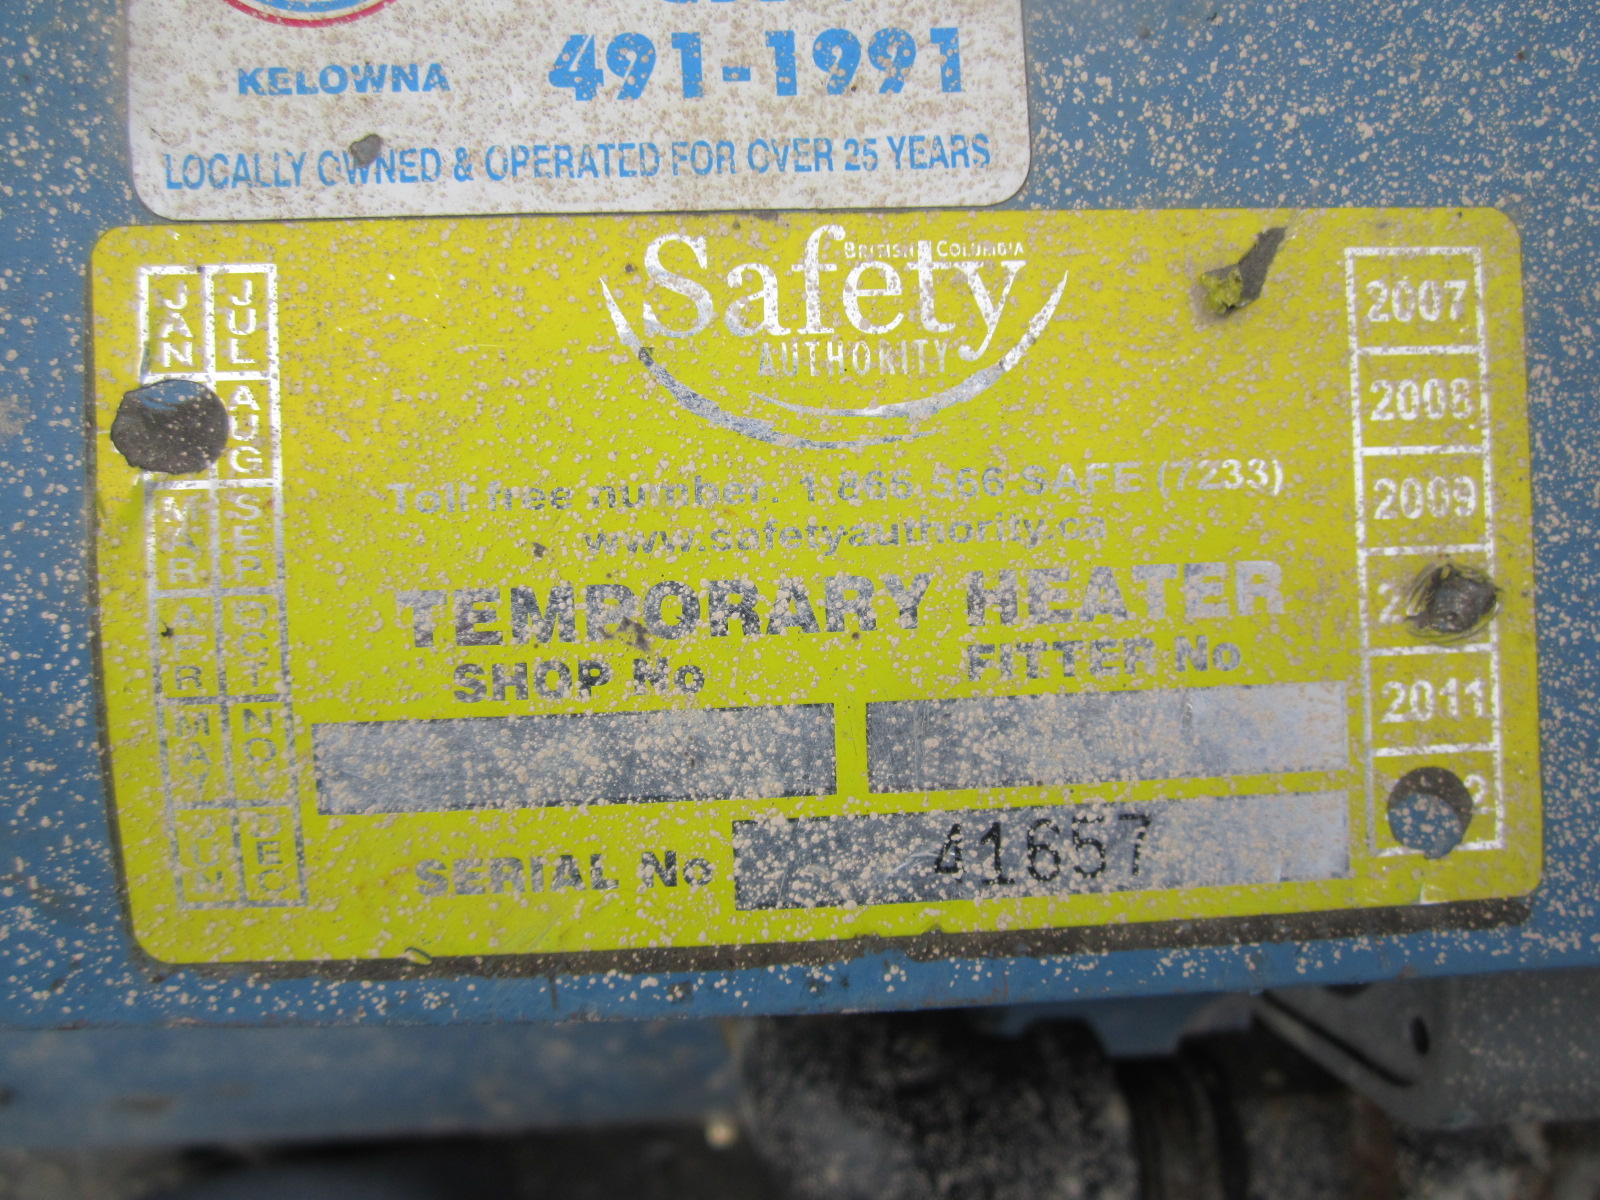 KELOWNA
491-1991
LOCALLY OWNED & OPERATED FOR OVER 25 YEARS
BRITISH COLUMBIA
Safety
AUTHORITY
Toll free number: 1.866.566.SAFE (7233)
www.safetyauthority.ca
TEMPORARY HEATER
SHOP No
FITTER No
SERIAL No 41657
JAN
MAR
APR
MAY
JUN
JUL
AUG
SEP
OCT
NOV
DEC
2007
2008
2009
2011